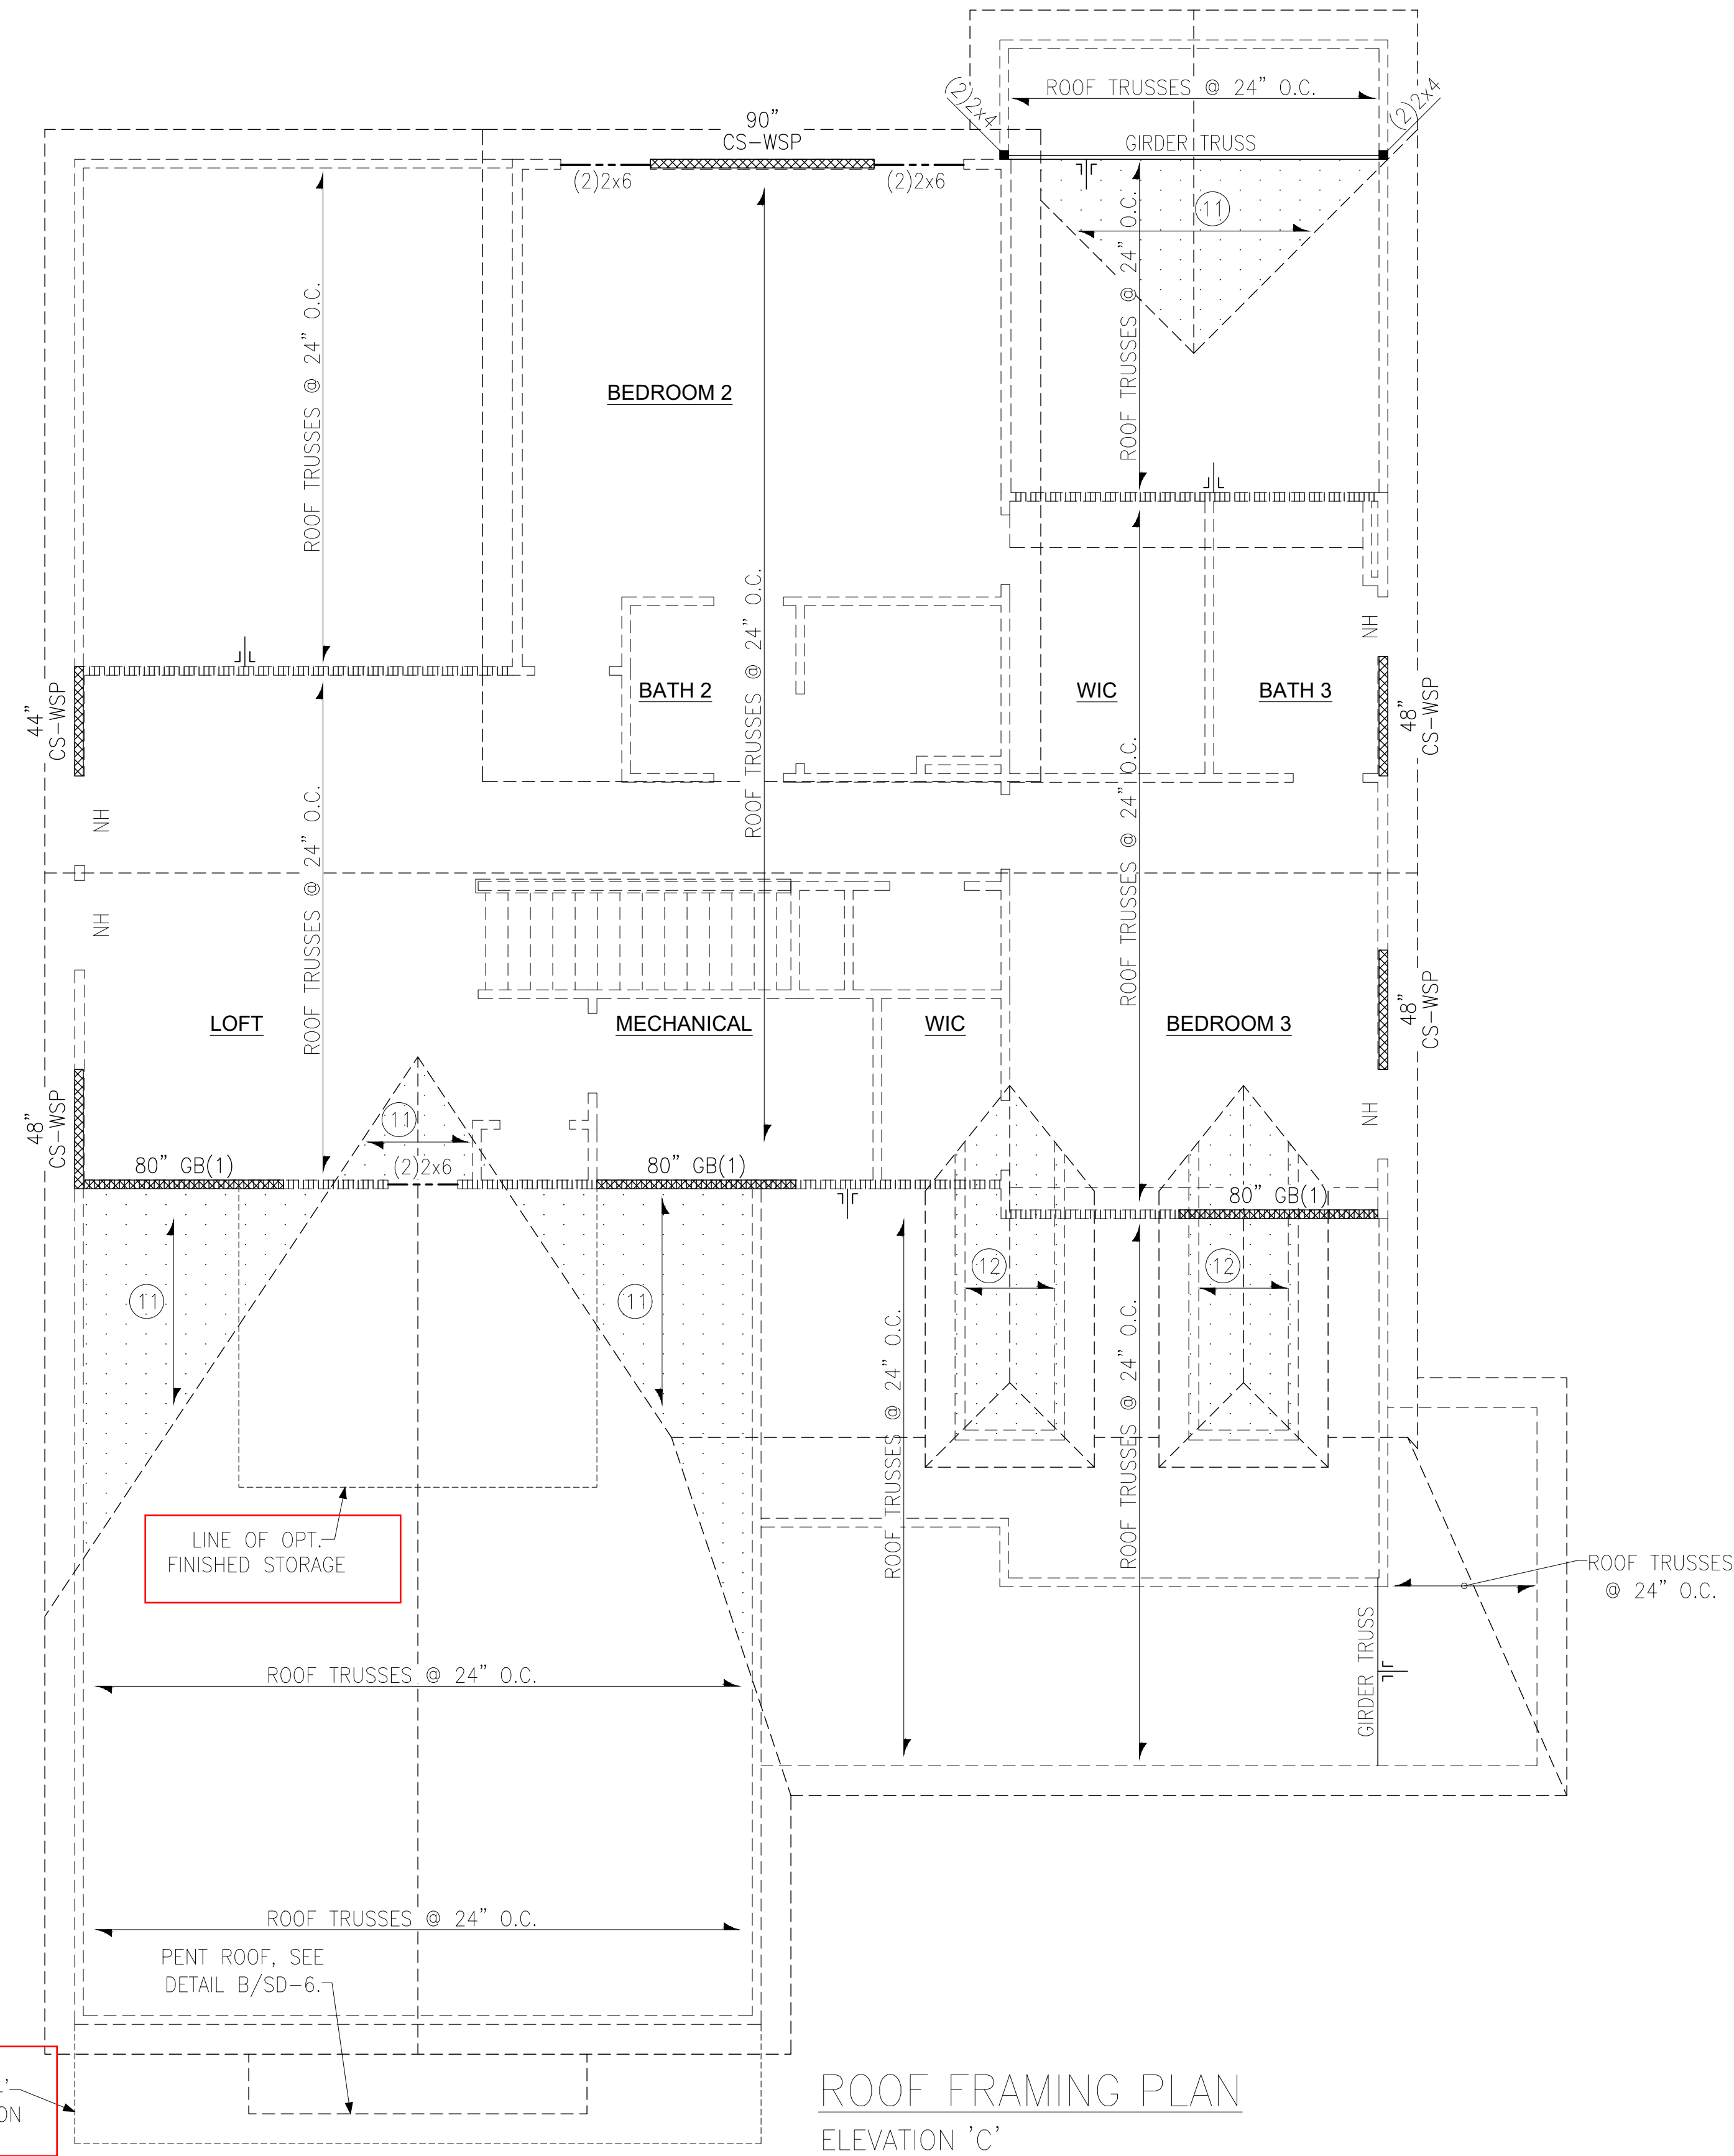 ROOF TRUSSES @ 24" O.C.
(2)2x4
(2)2x4
GIRDER TRUSS
90"
CS-WSP
(2)2x6
(2)2x6
11
ROOF TRUSSES @ 24" O.C.
ROOF TRUSSES @ 24" O.C.
BEDROOM 2
ROOF TRUSSES @ 24" O.C.
NH
44"
CS-WSP
BATH 2
WIC
BATH 3
48"
CS-WSP
NH
ROOF TRUSSES @ 24" O.C.
ROOF TRUSSES @ 24" O.C.
NH
LOFT
MECHANICAL
WIC
BEDROOM 3
48"
CS-WSP
48"
CS-WSP
11
NH
80" GB(1)
(2)2x6
80" GB(1)
80" GB(1)
11
11
12
12
ROOF TRUSSES @ 24" O.C.
ROOF TRUSSES @ 24" O.C.
LINE OF OPT.
FINISHED STORAGE
ROOF TRUSSES
@ 24" O.C.
GIRDER TRUSS
ROOF TRUSSES @ 24" O.C.
ROOF TRUSSES @ 24" O.C.
PENT ROOF, SEE
DETAIL B/SD-6.
ON
ROOF FRAMING PLAN
ELEVATION 'C'